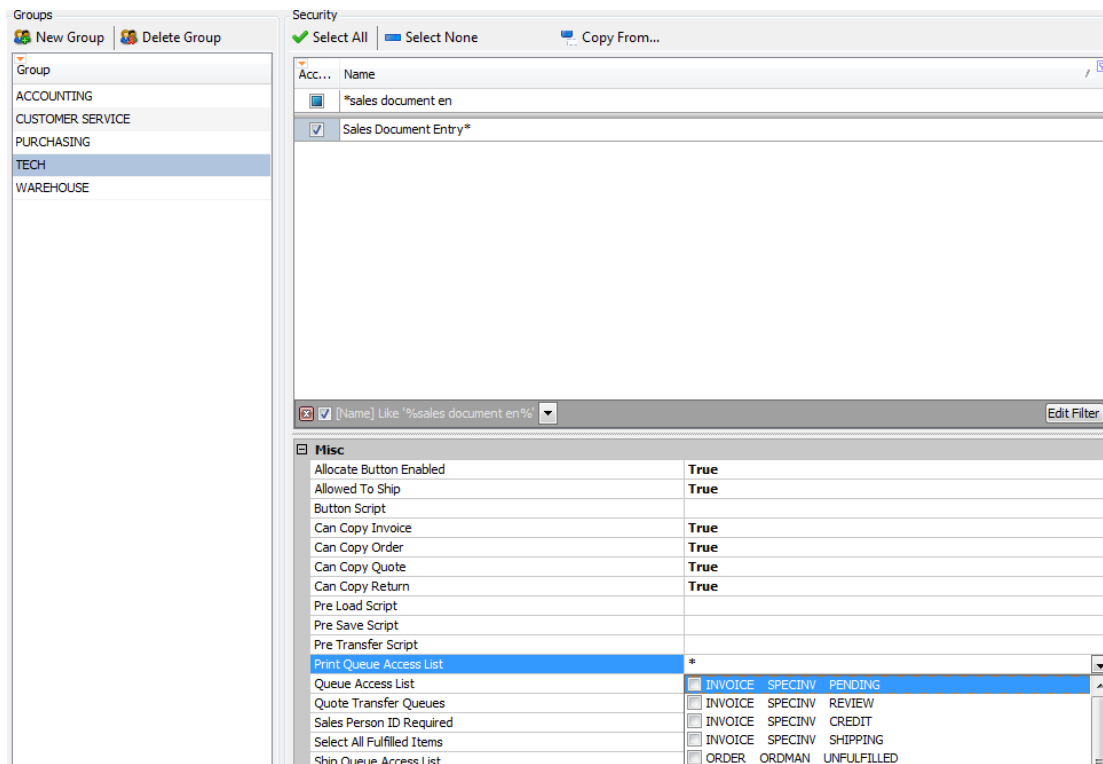 Groups
New Group Delete Group
Group
ACCOUNTING
CUSTOMER SERVICE
PURCHASING
TECH
WAREHOUSE
Security
Select All Select None Copy From...
Acc... Name
*sales document en
Sales Document Entry*
[Name] Like '%sales document en%' Edit Filter
Misc
Allocate Button Enabled True
Allowed To Ship True
Button Script
Can Copy Invoice True
Can Copy Order True
Can Copy Quote True
Can Copy Return True
Pre Load Script
Pre Save Script
Pre Transfer Script
Print Queue Access List *
Queue Access List INVOICE SPECINV PENDING
Quote Transfer Queues INVOICE SPECINV REVIEW
Sales Person ID Required INVOICE SPECINV CREDIT
Select All Fulfilled Items INVOICE SPECINV SHIPPING
Ship Queue Access List ORDER ORDMAN UNFULFILLED